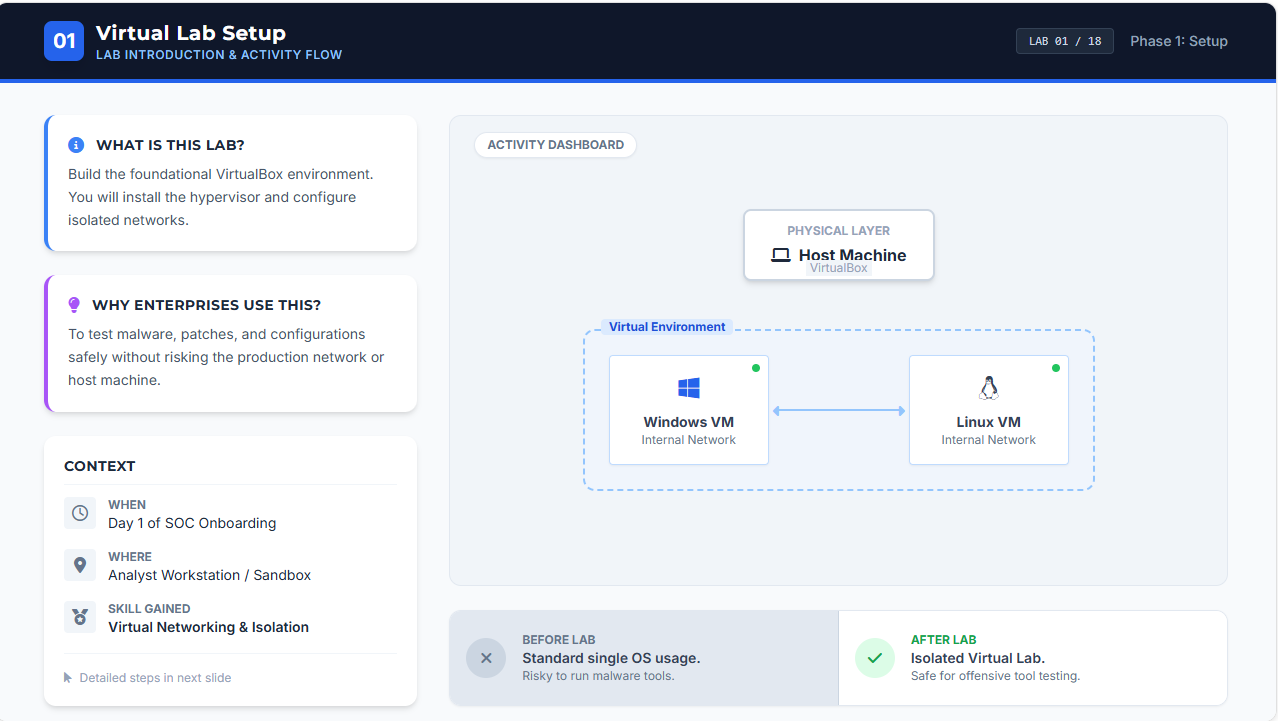 01
Virtual Lab Setup
LAB INTRODUCTION & ACTIVITY FLOW
LAB 01 / 18
Phase 1: Setup
WHAT IS THIS LAB?
Build the foundational VirtualBox environment.
You will install the hypervisor and configure
isolated networks.
WHY ENTERPRISES USE THIS?
To test malware, patches, and configurations
safely without risking the production network or
host machine.
CONTEXT
WHEN
Day 1 of SOC Onboarding
WHERE
Analyst Workstation / Sandbox
SKILL GAINED
Virtual Networking & Isolation
Detailed steps in next slide
ACTIVITY DASHBOARD
PHYSICAL LAYER
Host Machine
VirtualBox
Virtual Environment
Windows VM
Internal Network
Linux VM
Internal Network
BEFORE LAB
Standard single OS usage.
Risky to run malware tools.
AFTER LAB
Isolated Virtual Lab.
Safe for offensive tool testing.